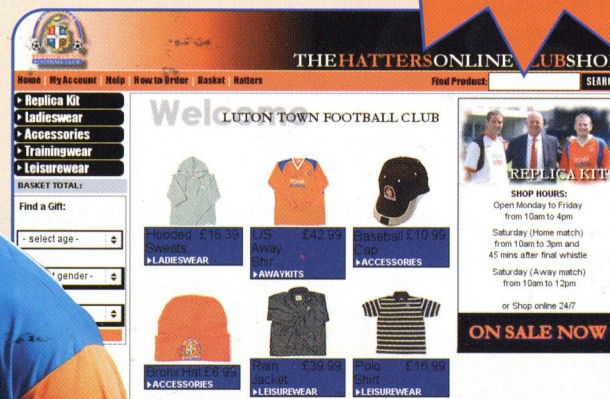 FOOTBALL CLUB
THEHATTERSONLINE CLUBSHO
Home | My Account | Help | How to Order | Basket | Hatters
Find Product: SEARC
Replica Kit
Ladieswear
Accessories
Trainingwear
Leisurewear
BASKET TOTAL:
Find a Gift:
- select age -
gender -
Welcome
LUTON TOWN FOOTBALL CLUB
Hooded £18.39
Sweats
LADIESWEAR
L/S £42.99
Away
Shir
AWAYKITS
Baseball £10.99
Cap
ACCESSORIES
Bronx Hat £6.99
ACCESSORIES
Rain £39.99
Jacket
LEISUREWEAR
Polo £16.99
Shirt
LEISUREWEAR
REPLICA KIT
SHOP HOURS:
Open Monday to Friday
from 10am to 4pm
Saturday (Home match)
from 10am to 3pm and
45 mins after final whistle
Saturday (Away match)
from 10am to 12pm
or Shop online 24/7
ON SALE NOW